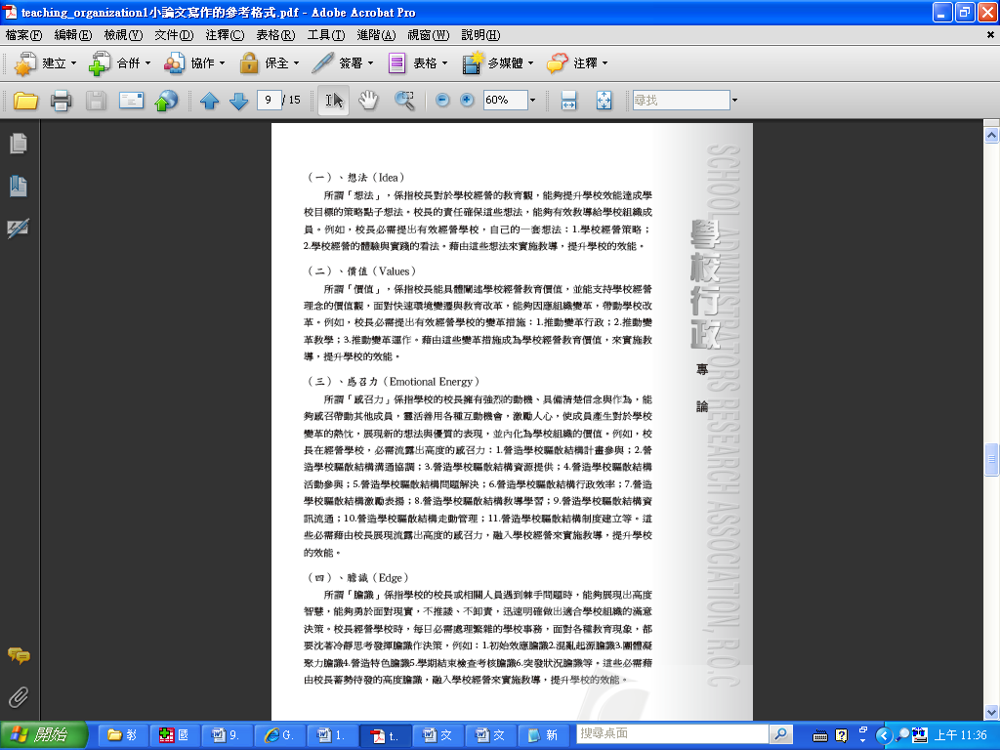 teaching_organization1小論文寫作的參考格式.pdf - Adobe Acrobat Pro
檔案(F) 編輯(E) 檢視(V) 文件(D) 注釋(C) 表格(R) 工具(T) 進階(A) 視窗(W) 說明(H)
建立 合併 協作 保全 簽署 表格 多媒體 注釋
9 / 15 60% 尋找
（一）、想法（Idea）
所謂「想法」，係指校長對於學校經營的教育觀，能夠提升學校效能達成學
校目標的策略點子想法。校長的責任確保這些想法，能夠有效教導給學校組織成
員。例如，校長必需提出有效經營學校，自己的一套想法：1.學校經營策略；
2.學校經營的體驗與實踐的看法。藉由這些想法來實施教導，提升學校的效能。
（二）、價值（Values）
所謂「價值」，係指校長能具體闡述學校經營教育價值，並能支持學校經營
理念的價值觀，面對快速環境變遷與教育改革，能夠因應組織變革，帶動學校改
革。例如，校長必需提出有效經營學校的變革措施：1.推動變革行政；2.推動變
革教學；3.推動變革運作。藉由這些變革措施成為學校經營教育價值，來實施教
導，提升學校的效能。
（三）、感召力（Emotional Energy）
所謂「感召力」係指學校的校長擁有強烈的動機、具備清楚信念與作為，能
夠感召帶動其他成員，靈活善用各種互動機會，激勵人心，使成員產生對於學校
變革的熱忱，展現新的想法與優質的表現，並內化為學校組織的價值。例如，校
長在經營學校，必需流露出高度的感召力：1.營造學校驅散結構計畫參與；2.營
造學校驅散結構溝通協調；3.營造學校驅散結構資源提供；4.營造學校驅散結構
活動參與；5.營造學校驅散結構問題解決；6.營造學校驅散結構行政效率；7.營造
學校驅散結構激勵表揚；8.營造學校驅散結構教導學習；9.營造學校驅散結構資
訊流通；10.營造學校驅散結構走動管理；11.營造學校驅散結構制度建立等。這
些必需藉由校長展現流露出高度的感召力，融入學校經營來實施教導，提升學校
的效能。
（四）、膽識（Edge）
所謂「膽識」係指學校的校長或相關人員遇到棘手問題時，能夠展現出高度
智慧，能夠勇於面對現實，不推諉、不卸責，迅速明確做出適合學校組織的滿意
決策。校長經營學校時，每日必需處理繁雜的學校事務，面對各種教育現象，都
要沈著冷靜思考發揮膽識作決策，例如：1.初始效應膽識2.混亂起源膽識3.團體凝
聚力膽識4.營造特色膽識5.學期結束檢查考核膽識6.突發狀況膽識等。這些必需藉
由校長蓄勢待發的高度膽識，融入學校經營來實施教導，提升學校的效能。
學校行政
專論
SCHOOL ADMINISTRATORS RESEARCH ASSOCIATION, R.O.C
開始 教 區 9. G. 1. t.. 文 文 新 搜尋桌面 上午 11:36